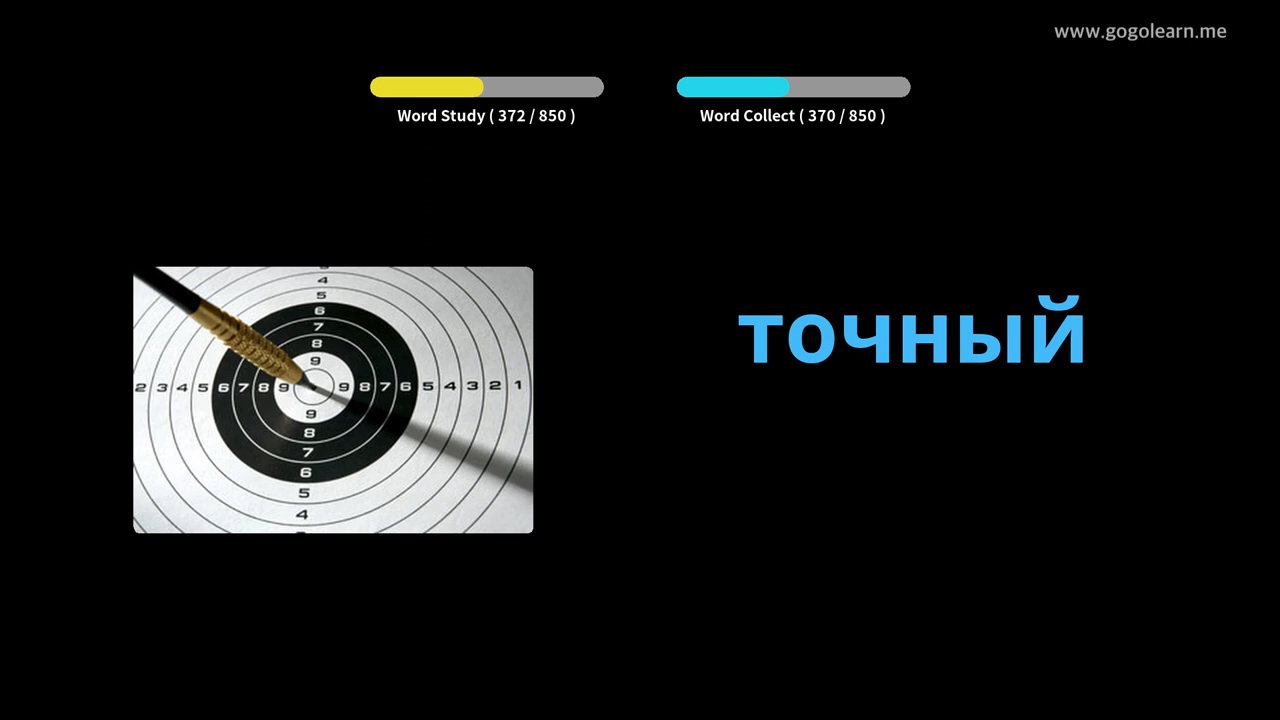 www.gogolearn.me
Word Study ( 372 / 850 )
Word Collect ( 370 / 850 )
точный
4
5
6
7
8
9
2 3 4 5 6 7 8 9 9 8 7 6 5 4 3 2 1
9
8
7
6
5
4